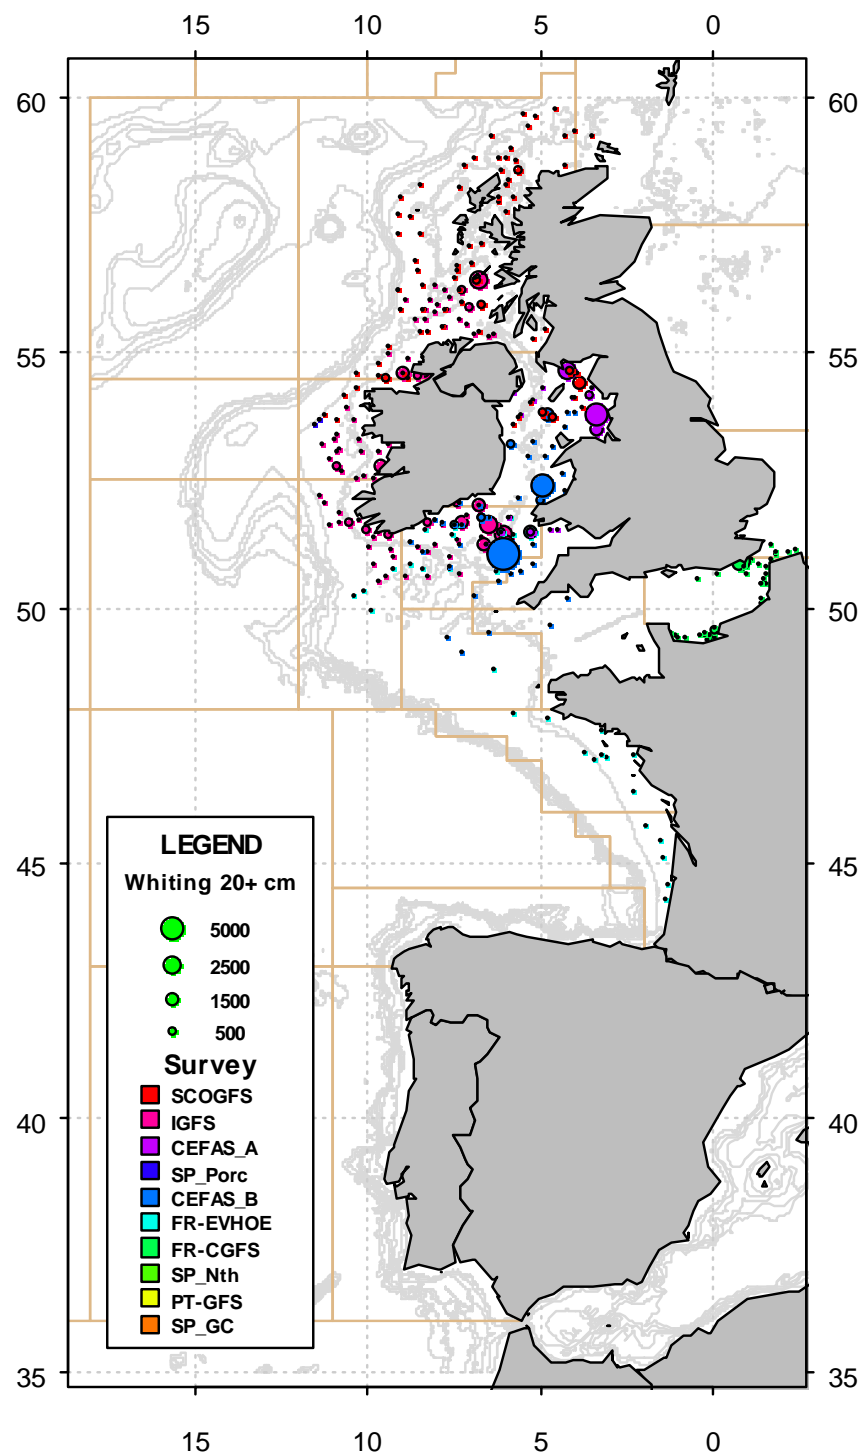 15 10 5 0
60 60
55 55
50 50
45 45
LEGEND
Whiting 20+ cm
5000
2500
1500
500
Survey
SCOGFS
IGFS
CEFAS_A
SP_Porc
CEFAS_B
FR-EVHOE
FR-CGFS
SP_Nth
PT-GFS
SP_GC
40 40
35 35
15 10 5 0